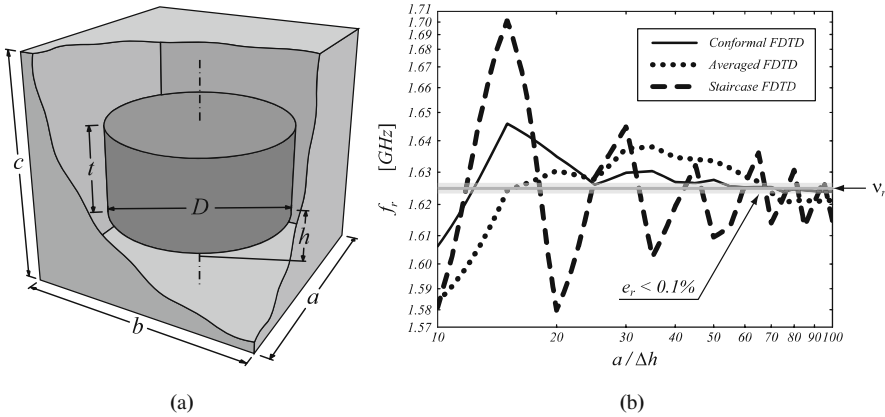 c
t
D
h
a
b
(a)
1.71
1.70
1.69
1.68
1.67
1.66
1.65
1.64
1.63
1.62
1.61
1.60
1.59
1.58
1.57
f_r [GHz]
Conformal FDTD
Averaged FDTD
Staircase FDTD
ν_r
e_r < 0.1%
10 20 30 40 50 60 70 80 90 100
a / Δh
(b)